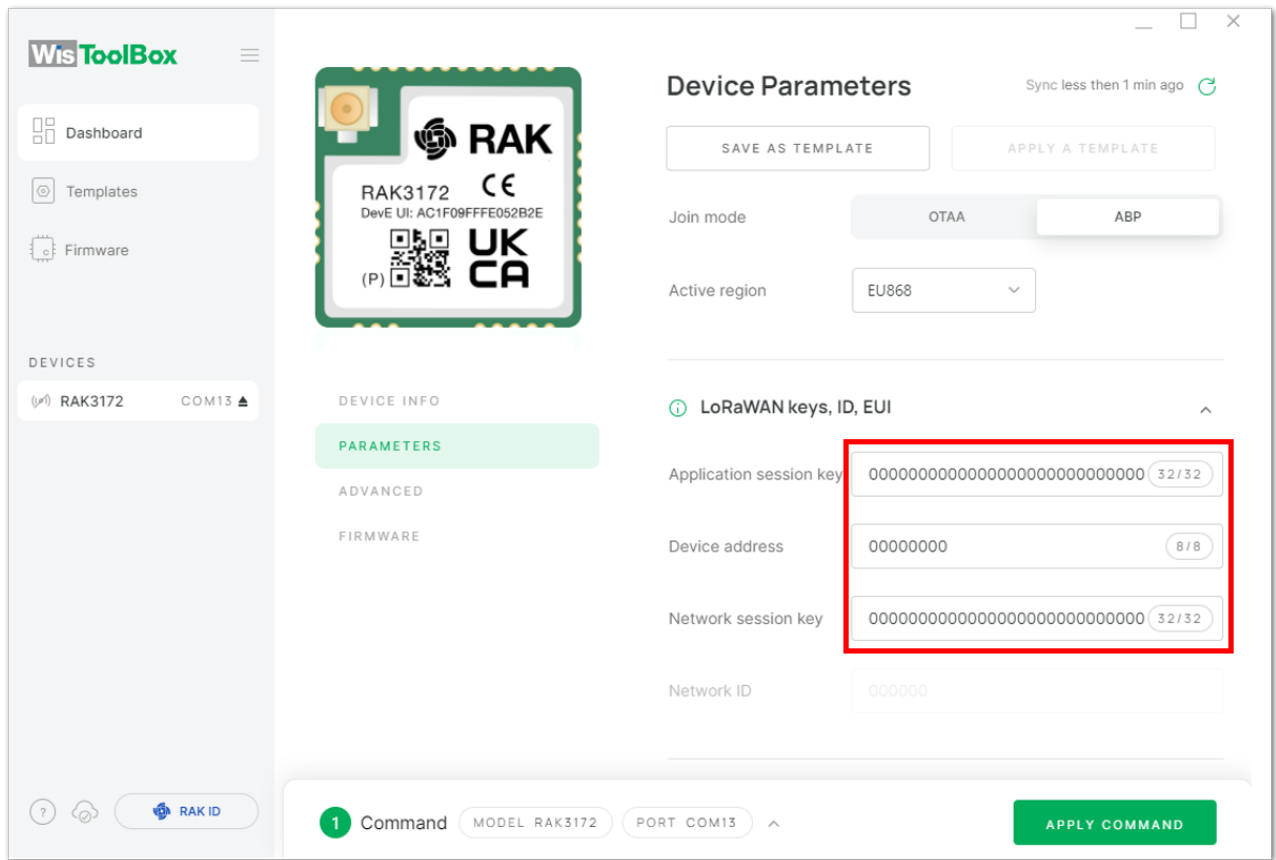 WisToolBox
Dashboard
Templates
Firmware
DEVICES
RAK3172 COM13
? RAK ID
RAK
RAK3172 CE
DevE UI: AC1F09FFFE052B2E
(P) UK
CA
DEVICE INFO
PARAMETERS
ADVANCED
FIRMWARE
Device Parameters Sync less then 1 min ago
SAVE AS TEMPLATE APPLY A TEMPLATE
Join mode OTAA ABP
Active region EU868
LoRaWAN keys, ID, EUI
Application session key 0000000000000000000000000000 32/32
Device address 00000000 8/8
Network session key 0000000000000000000000000000 32/32
Network ID 000000
1 Command MODEL RAK3172 PORT COM13 APPLY COMMAND